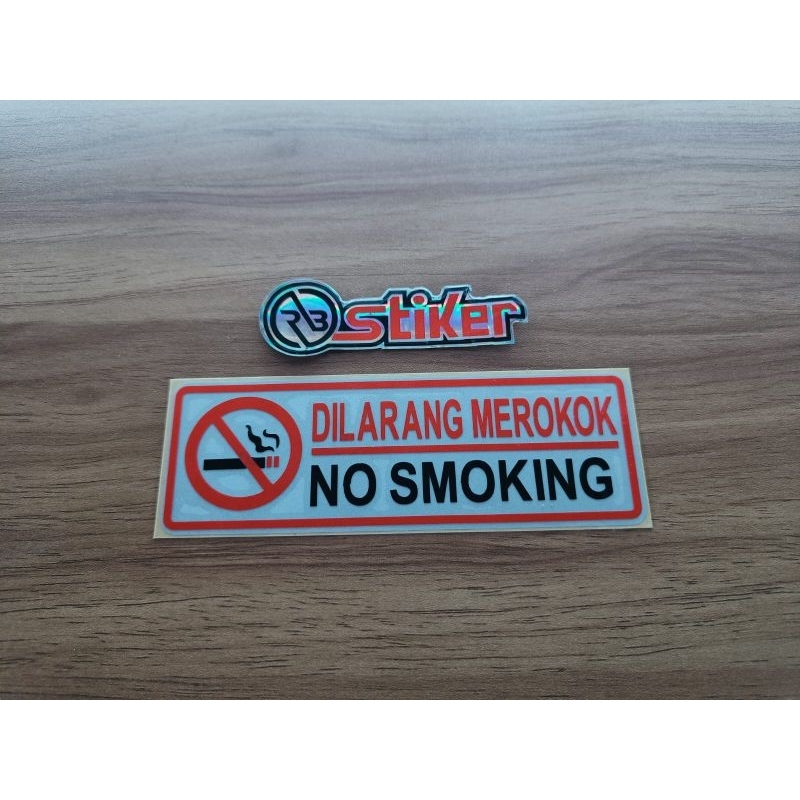 RB stiker
DILARANG MEROKOK
NO SMOKING